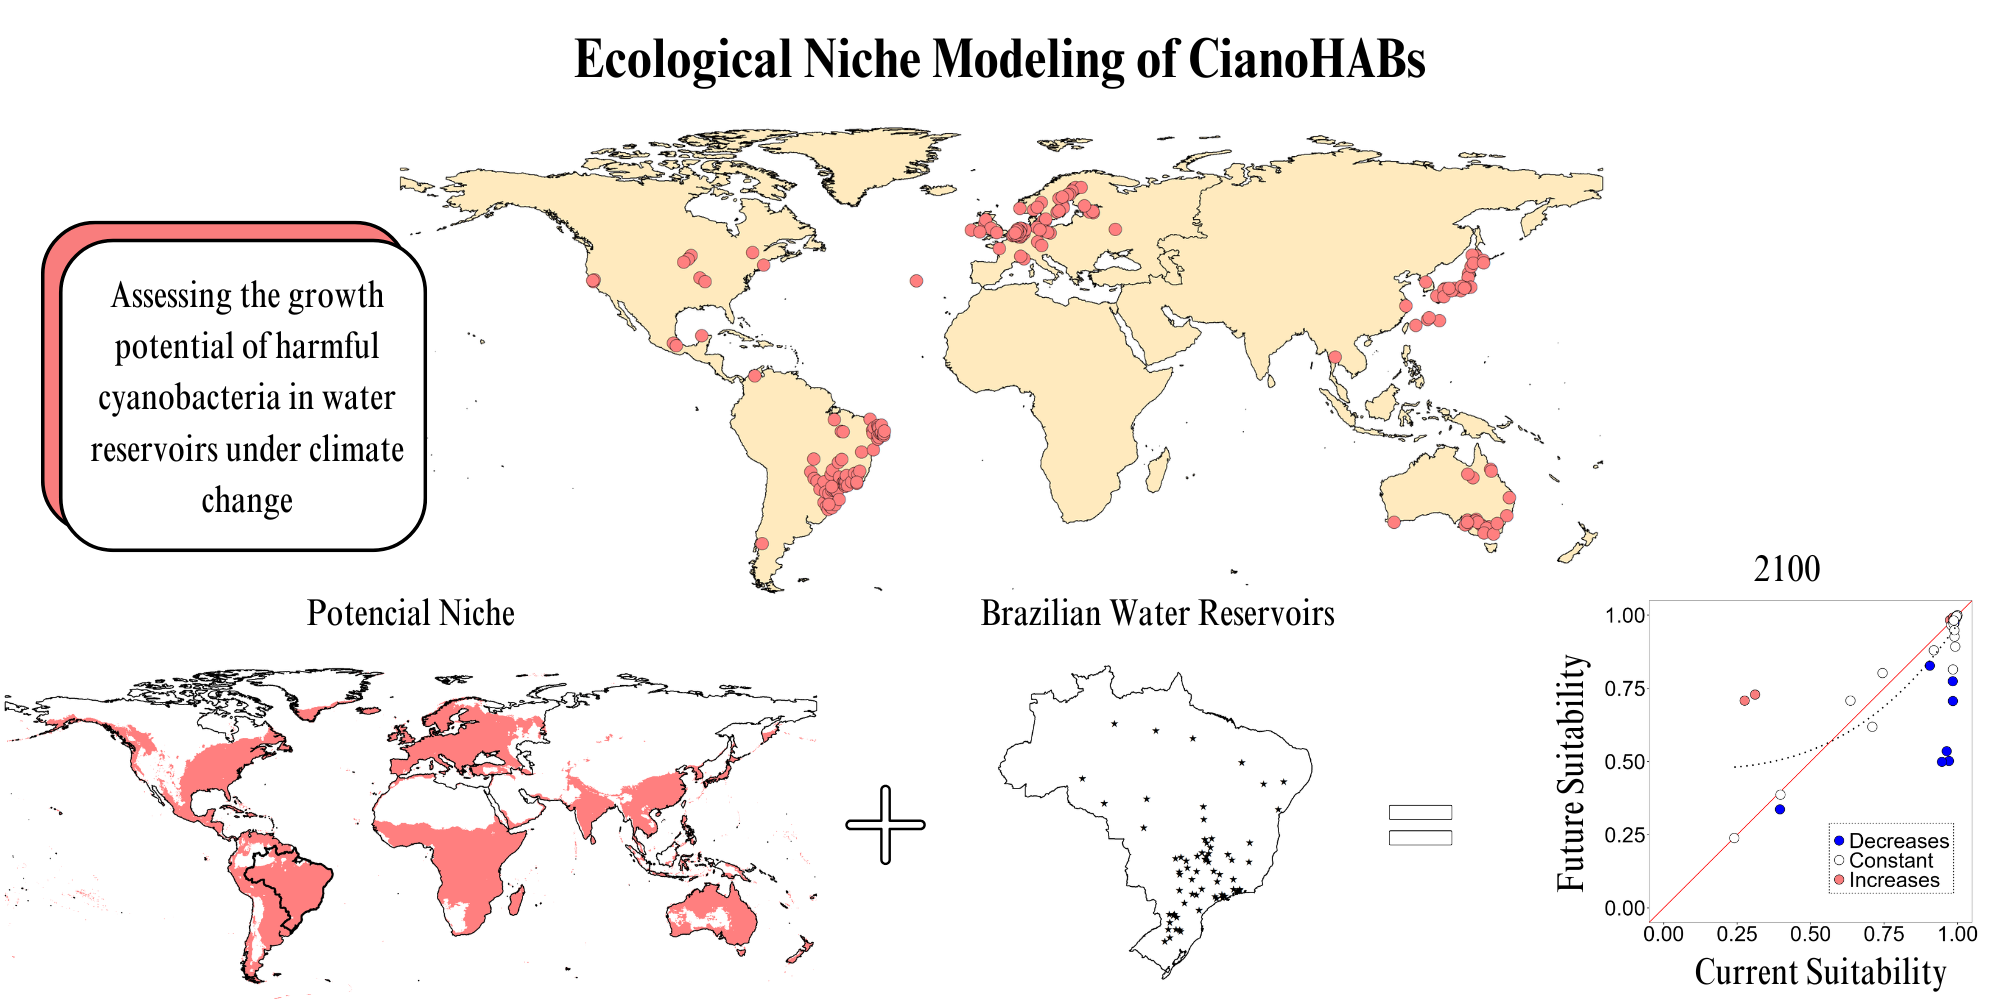 Ecological Niche Modeling of CianoHABs
Assessing the growth
potential of harmful
cyanobacteria in water
reservoirs under climate
change
Potencial Niche
Brazilian Water Reservoirs
2100
Future Suitability
1.00
0.75
0.50
0.25
0.00
Decreases
Constant
Increases
0.00 0.25 0.50 0.75 1.00
Current Suitability